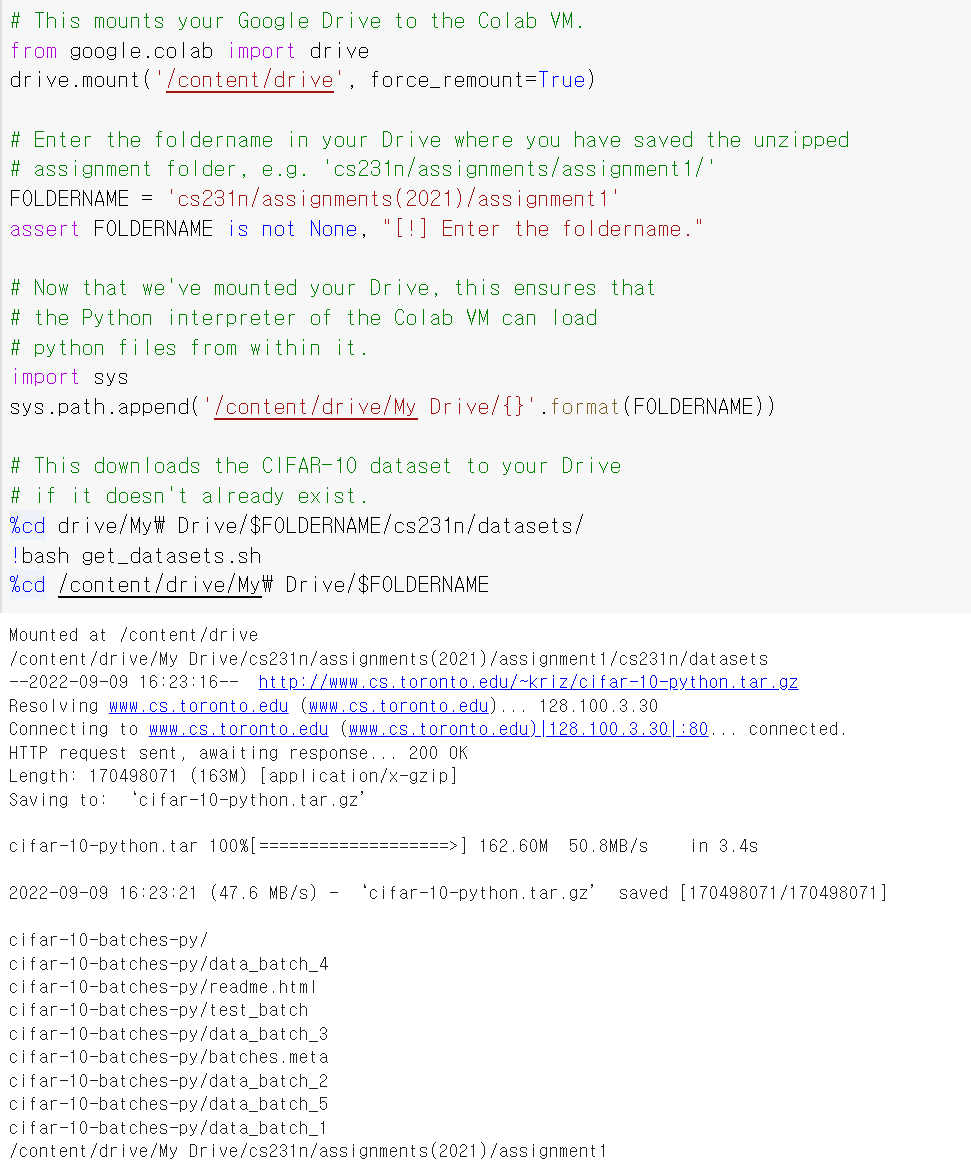 # This mounts your Google Drive to the Colab VM.
from google.colab import drive
drive.mount('/content/drive', force_remount=True)
# Enter the foldername in your Drive where you have saved the unzipped
# assignment folder, e.g. 'cs231n/assignments/assignment1/'
FOLDERNAME = 'cs231n/assignments(2021)/assignment1'
assert FOLDERNAME is not None, "[!] Enter the foldername."
# Now that we've mounted your Drive, this ensures that
# the Python interpreter of the Colab VM can load
# python files from within it.
import sys
sys.path.append('/content/drive/My Drive/{}'.format(FOLDERNAME))
# This downloads the CIFAR-10 dataset to your Drive
# if it doesn't already exist.
%cd drive/My₩ Drive/$FOLDERNAME/cs231n/datasets/
!bash get_datasets.sh
%cd /content/drive/My₩ Drive/$FOLDERNAME
Mounted at /content/drive
/content/drive/My Drive/cs231n/assignments(2021)/assignment1/cs231n/datasets
--2022-09-09 16:23:16--  http://www.cs.toronto.edu/~kriz/cifar-10-python.tar.gz
Resolving www.cs.toronto.edu (www.cs.toronto.edu)... 128.100.3.30
Connecting to www.cs.toronto.edu (www.cs.toronto.edu)|128.100.3.30|:80... connected.
HTTP request sent, awaiting response... 200 OK
Length: 170498071 (163M) [application/x-gzip]
Saving to: ‘cifar-10-python.tar.gz’
cifar-10-python.tar 100%[===================>] 162.60M  50.8MB/s    in 3.4s
2022-09-09 16:23:21 (47.6 MB/s) - ‘cifar-10-python.tar.gz’ saved [170498071/170498071]
cifar-10-batches-py/
cifar-10-batches-py/data_batch_4
cifar-10-batches-py/readme.html
cifar-10-batches-py/test_batch
cifar-10-batches-py/data_batch_3
cifar-10-batches-py/batches.meta
cifar-10-batches-py/data_batch_2
cifar-10-batches-py/data_batch_5
cifar-10-batches-py/data_batch_1
/content/drive/My Drive/cs231n/assignments(2021)/assignment1